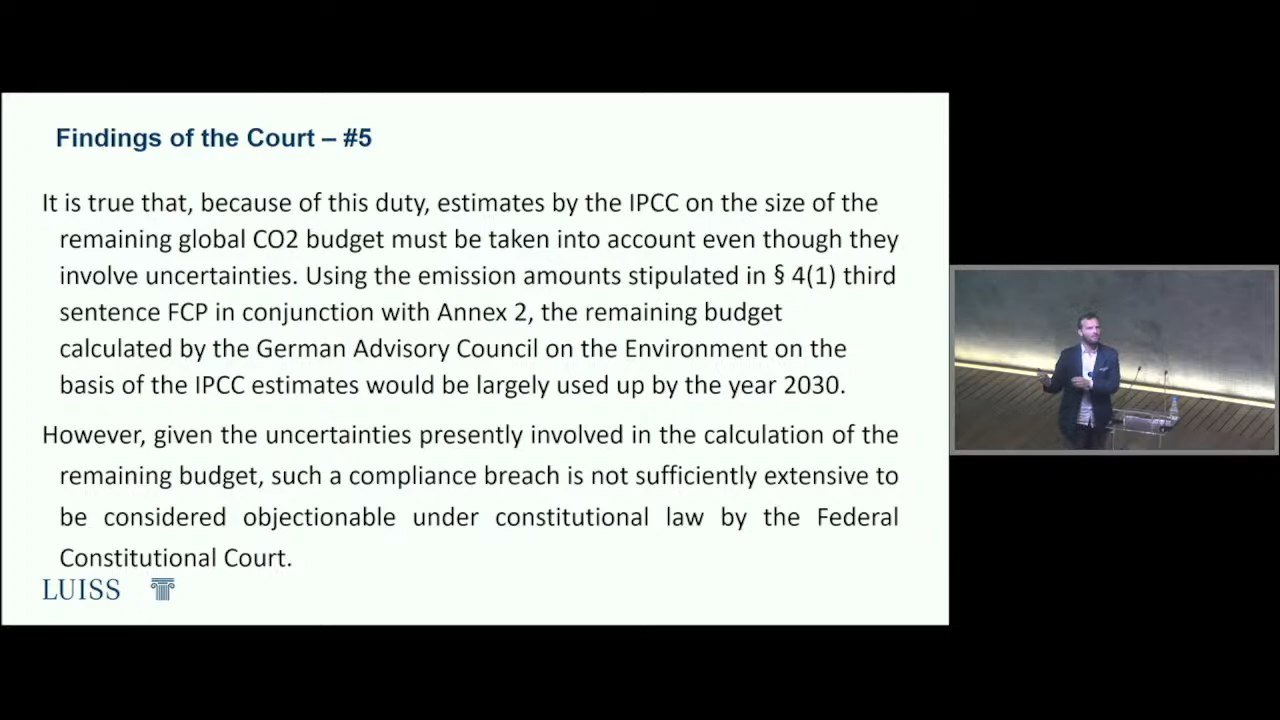 Findings of the Court – #5
It is true that, because of this duty, estimates by the IPCC on the size of the
remaining global CO2 budget must be taken into account even though they
involve uncertainties. Using the emission amounts stipulated in § 4(1) third
sentence FCP in conjunction with Annex 2, the remaining budget
calculated by the German Advisory Council on the Environment on the
basis of the IPCC estimates would be largely used up by the year 2030.
However, given the uncertainties presently involved in the calculation of the
remaining budget, such a compliance breach is not sufficiently extensive to
be considered objectionable under constitutional law by the Federal
Constitutional Court.
LUISS